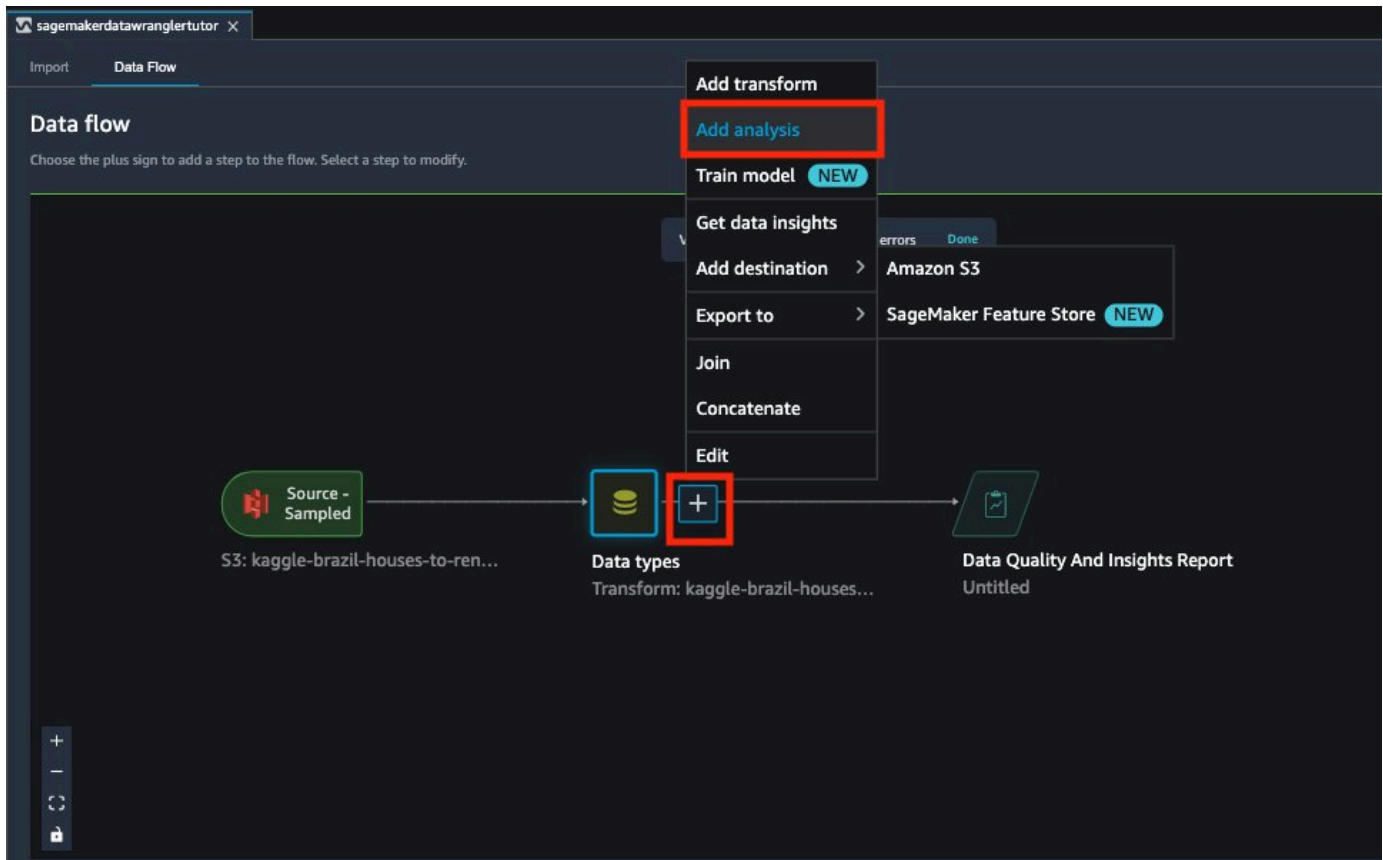 sagemakerdatawranglertutor
Import Data Flow
Data flow
Choose the plus sign to add a step to the flow. Select a step to modify.
Add transform
Add analysis
Train model NEW
Get data insights
errors Done
Add destination
Amazon S3
Export to
SageMaker Feature Store NEW
Join
Concatenate
Edit
Source -
Sampled
S3: kaggle-brazil-houses-to-ren...
Data types
Transform: kaggle-brazil-houses...
Data Quality And Insights Report
Untitled